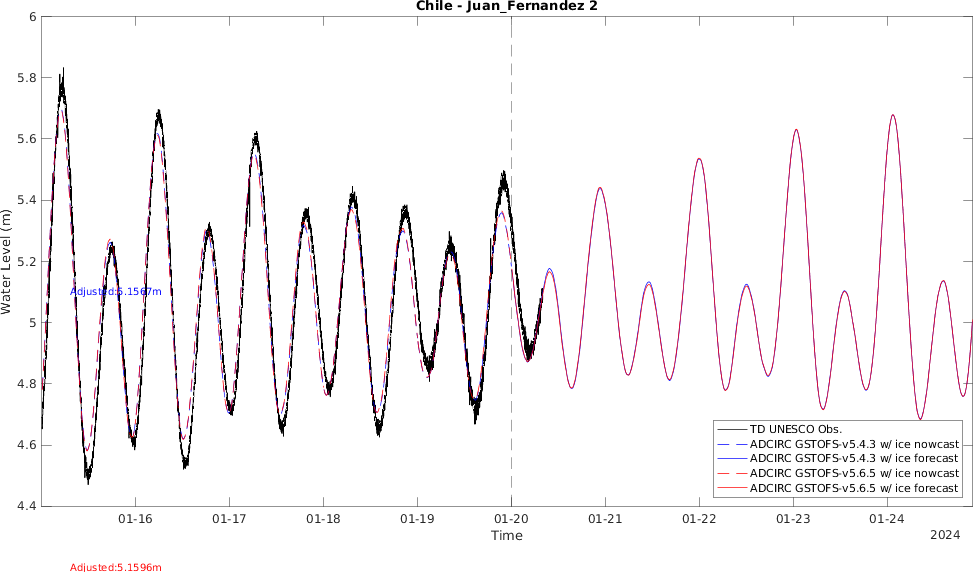 Chile - Juan_Fernandez 2
6
5.8
5.6
5.4
5.2
5
4.8
4.6
4.4
Water Level (m)
Adjusted:5.1567m
TD UNESCO Obs.
ADCIRC GSTOFS-v5.4.3 w/ ice nowcast
ADCIRC GSTOFS-v5.4.3 w/ ice forecast
ADCIRC GSTOFS-v5.6.5 w/ ice nowcast
ADCIRC GSTOFS-v5.6.5 w/ ice forecast
01-16 01-17 01-18 01-19 01-20 01-21 01-22 01-23 01-24
Time
2024
Adjusted:5.1596m